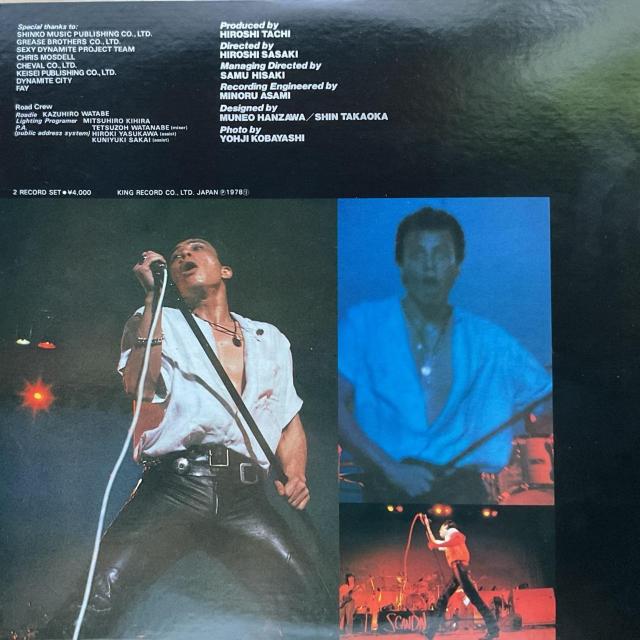 Special thanks to:
SHINKO MUSIC PUBLISHING CO., LTD.
GREASE BROTHERS CO., LTD.
SEXY DYNAMITE PROJECT TEAM
CHRIS MOSDELL
CHEVAL CO., LTD.
KEISEI PUBLISHING CO., LTD.
DYNAMITE CITY
FAY
Road Crew
Roadie KAZUHIRO WATABE
Lighting Programer MITSUHIRO KIHIRA
P.A. TETSUZOH WATANABE (mixer)
(public address system) HIROKI YASUKAWA (assist)
KUNIYUKI SAKAI (assist)
Produced by
HIROSHI TACHI
Directed by
HIROSHI SASAKI
Managing Directed by
SAMU HISAKI
Recording Engineered by
MINORU ASAMI
Designed by
MUNEO HANZAWA／SHIN TAKAOKA
Photo by
YOHJI KOBAYASHI
2 RECORD SET●¥4,000 KING RECORD CO., LTD. JAPAN Ⓟ1978